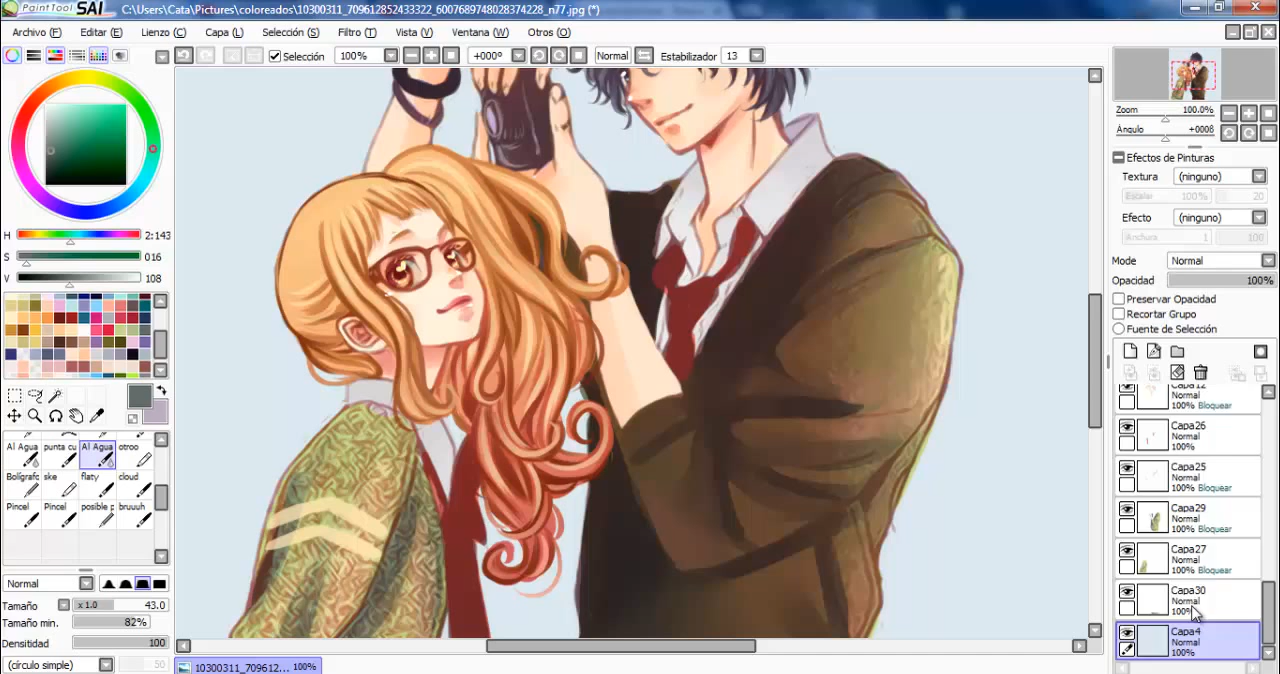 PaintTool SAI C:\Users\Cata\Pictures\coloreados\10300311_709612852433322_6007689748028374228_n77.jpg (*)
Archivo (F) Editar (E) Lienzo (C) Capa (L) Selección (S) Filtro (T) Vista (V) Ventana (W) Otros (O)
Selección 100% +000º Normal Estabilizador 13
Zoom 100.0%
Ángulo +0008
Efectos de Pinturas
Textura (ninguno)
Escalar 100% 20
Efecto (ninguno)
Anchura 1 100
Modo Normal
Opacidad 100%
Preservar Opacidad
Recortar Grupo
Fuente de Selección
H 2:143
S 016
V 108
Al Agua punta cu Al Agua otroo
Bolígrafo ske flaty cloud
Pincel Pincel posible p bruuuh
Normal
Tamaño x 1.0 43.0
Tamaño min. 82%
Densitidad 100
(círculo simple) 50
Capa12
Normal
100% Bloquear
Capa26
Normal
100%
Capa25
Normal
100% Bloquear
Capa29
Normal
100% Bloquear
Capa27
Normal
100% Bloquear
Capa30
Normal
100%
Capa4
Normal
100%
10300311_709612... 100%